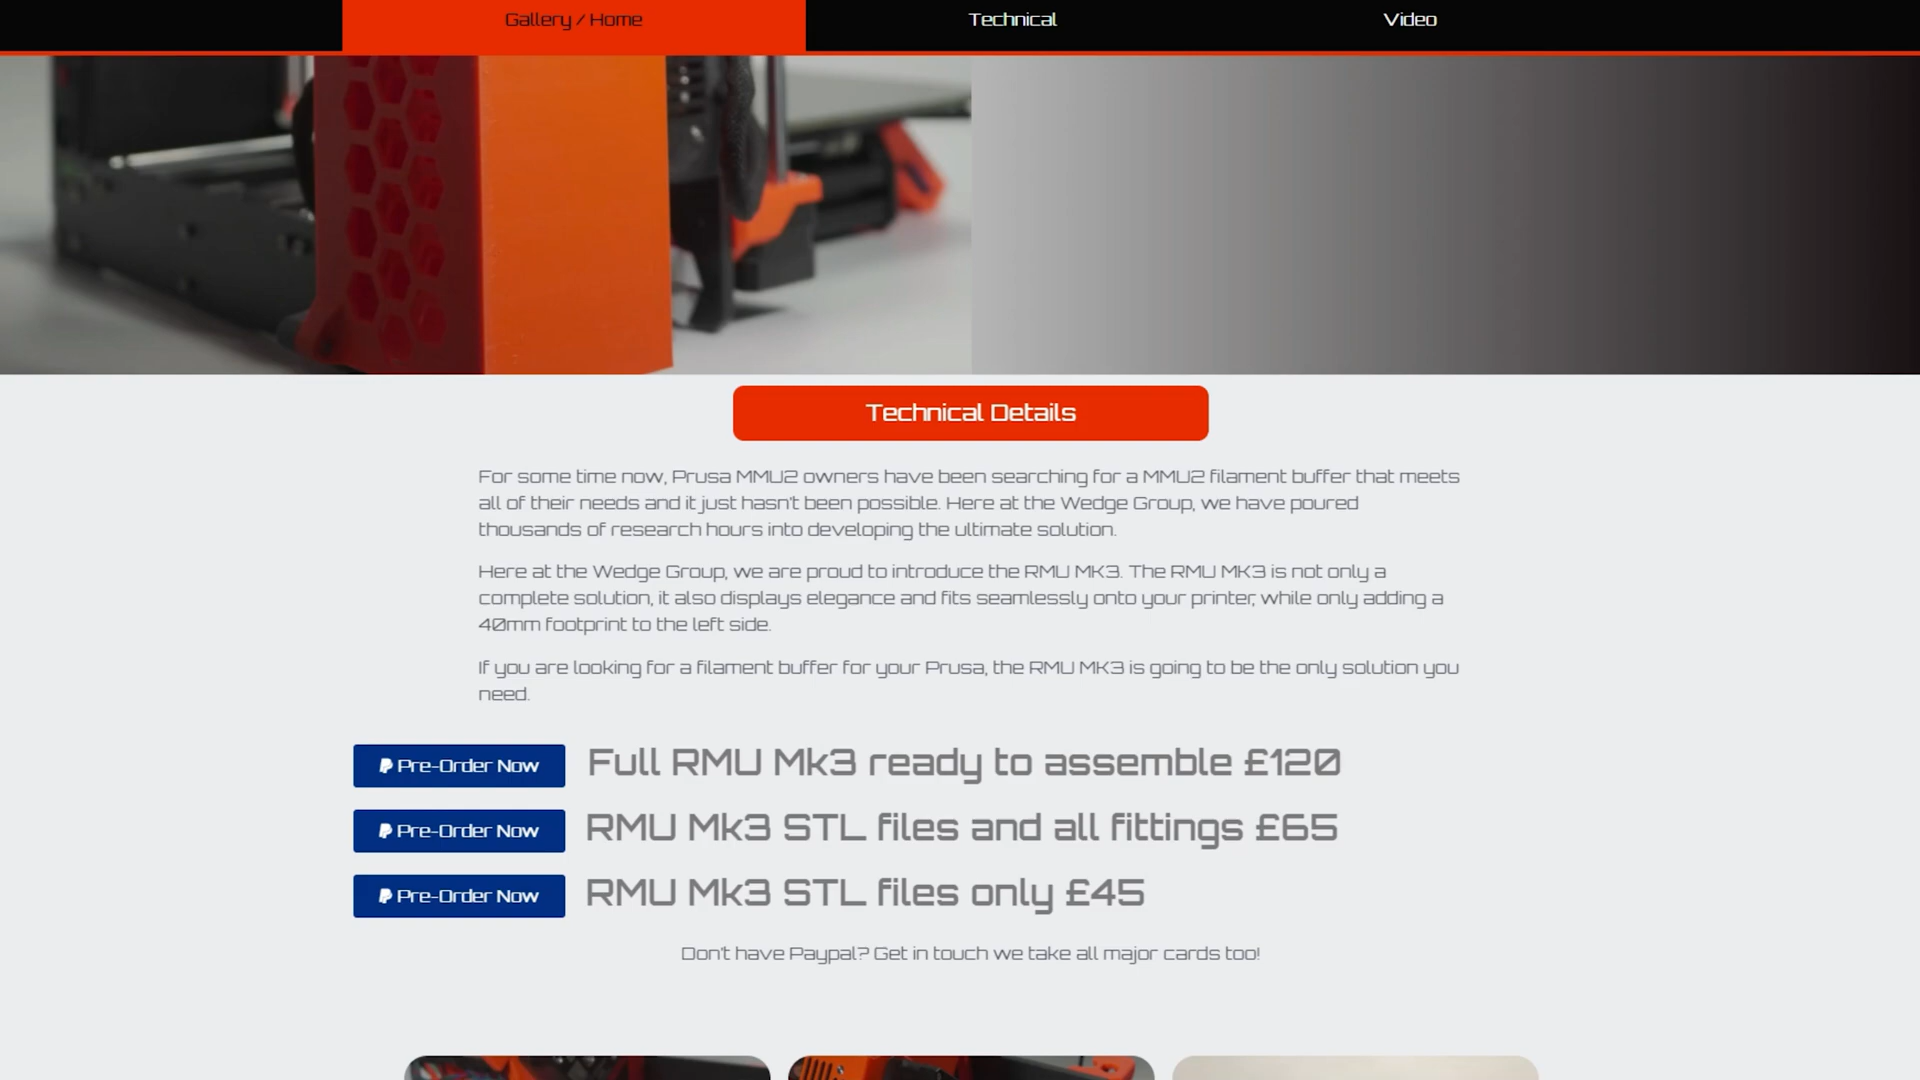 Gallery / Home
Technical
Video
Technical Details
For some time now, Prusa MMU2 owners have been searching for a MMU2 filament buffer that meets
all of their needs and it just hasn't been possible. Here at the Wedge Group, we have poured
thousands of research hours into developing the ultimate solution.
Here at the Wedge Group, we are proud to introduce the RMU MK3. The RMU MK3 is not only a
complete solution, it also displays elegance and fits seamlessly onto your printer, while only adding a
40mm footprint to the left side.
If you are looking for a filament buffer for your Prusa, the RMU MK3 is going to be the only solution you
need.
Pre-Order Now
Full RMU Mk3 ready to assemble £120
Pre-Order Now
RMU Mk3 STL files and all fittings £65
Pre-Order Now
RMU Mk3 STL files only £45
Don't have Paypal? Get in touch we take all major cards too!